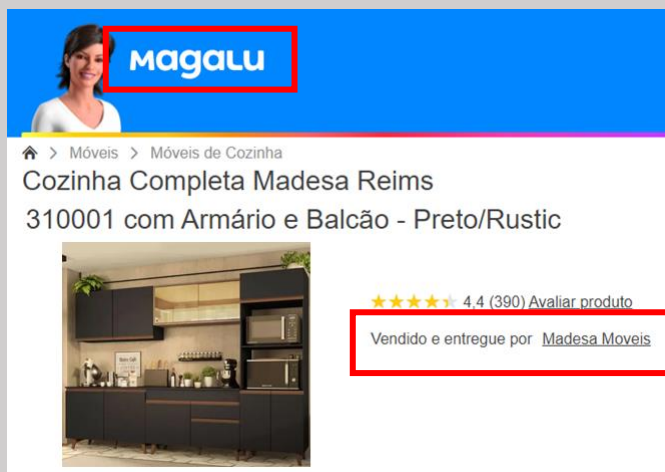 Magalu
Móveis > Móveis de Cozinha
Cozinha Completa Madesa Reims
310001 com Armário e Balcão - Preto/Rustic
4,4 (390) Avaliar produto
Vendido e entregue por Madesa Moveis